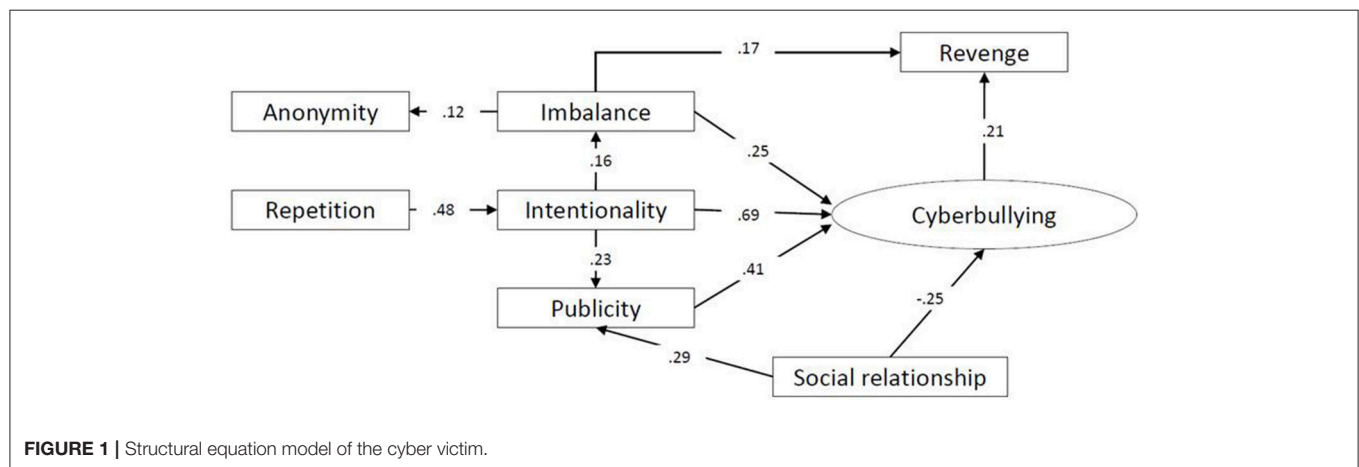 .17
Revenge
Anonymity
.12
Imbalance
.21
.25
.16
Repetition
.48
Intentionality
.69
Cyberbullying
.23
.41
Publicity
-.25
.29
Social relationship
FIGURE 1 | Structural equation model of the cyber victim.